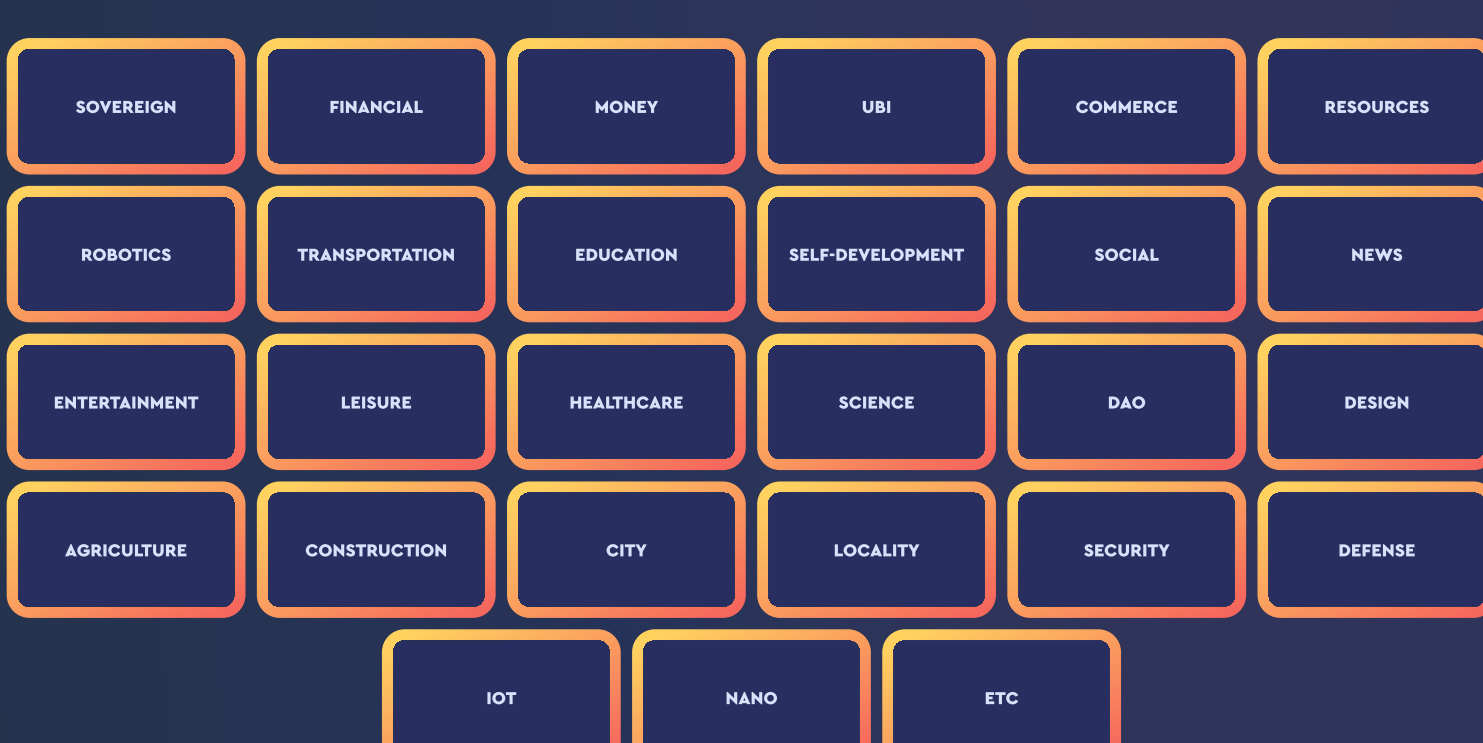 SOVEREIGN
FINANCIAL
MONEY
UBI
COMMERCE
RESOURCES
ROBOTICS
TRANSPORTATION
EDUCATION
SELF-DEVELOPMENT
SOCIAL
NEWS
ENTERTAINMENT
LEISURE
HEALTHCARE
SCIENCE
DAO
DESIGN
AGRICULTURE
CONSTRUCTION
CITY
LOCALITY
SECURITY
DEFENSE
IOT
NANO
ETC